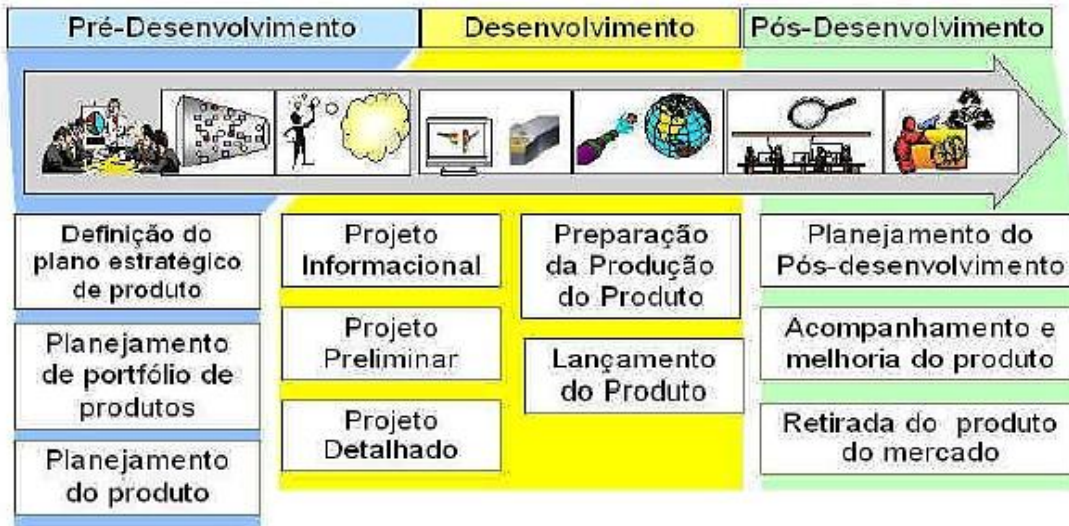 Pré-Desenvolvimento
Desenvolvimento
Pós-Desenvolvimento
Definição do
plano estratégico
de produto
Planejamento
de portfólio de
produtos
Planejamento
do produto
Projeto
Informacional
Projeto
Preliminar
Projeto
Detalhado
Preparação
da Produção
do Produto
Lançamento
do Produto
Planejamento do
Pós-desenvolvimento
Acompanhamento e
melhoria do produto
Retirada do produto
do mercado